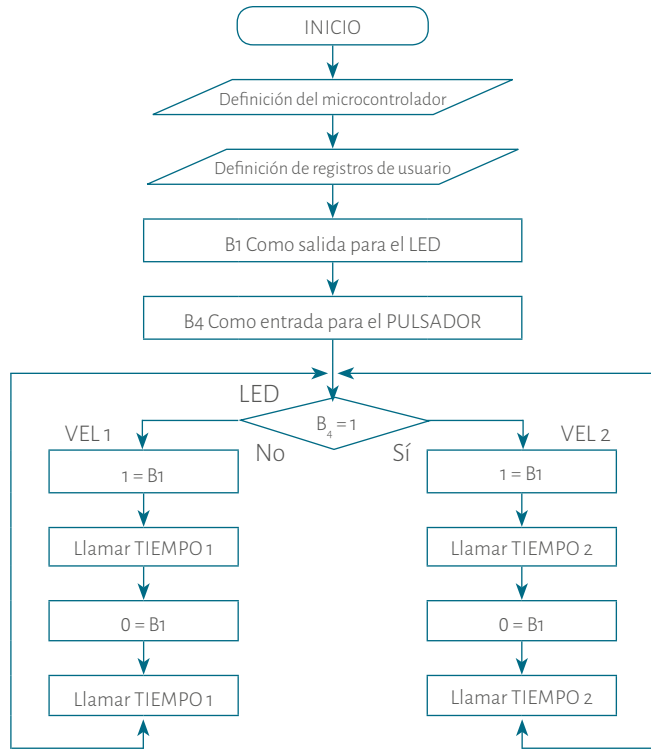 INICIO
Definición del microcontrolador
Definición de registros de usuario
B1 Como salida para el LED
B4 Como entrada para el PULSADOR
LED
B4 = 1
VEL 1
No
Sí
VEL 2
1 = B1
Llamar TIEMPO 1
0 = B1
Llamar TIEMPO 1
1 = B1
Llamar TIEMPO 2
0 = B1
Llamar TIEMPO 2